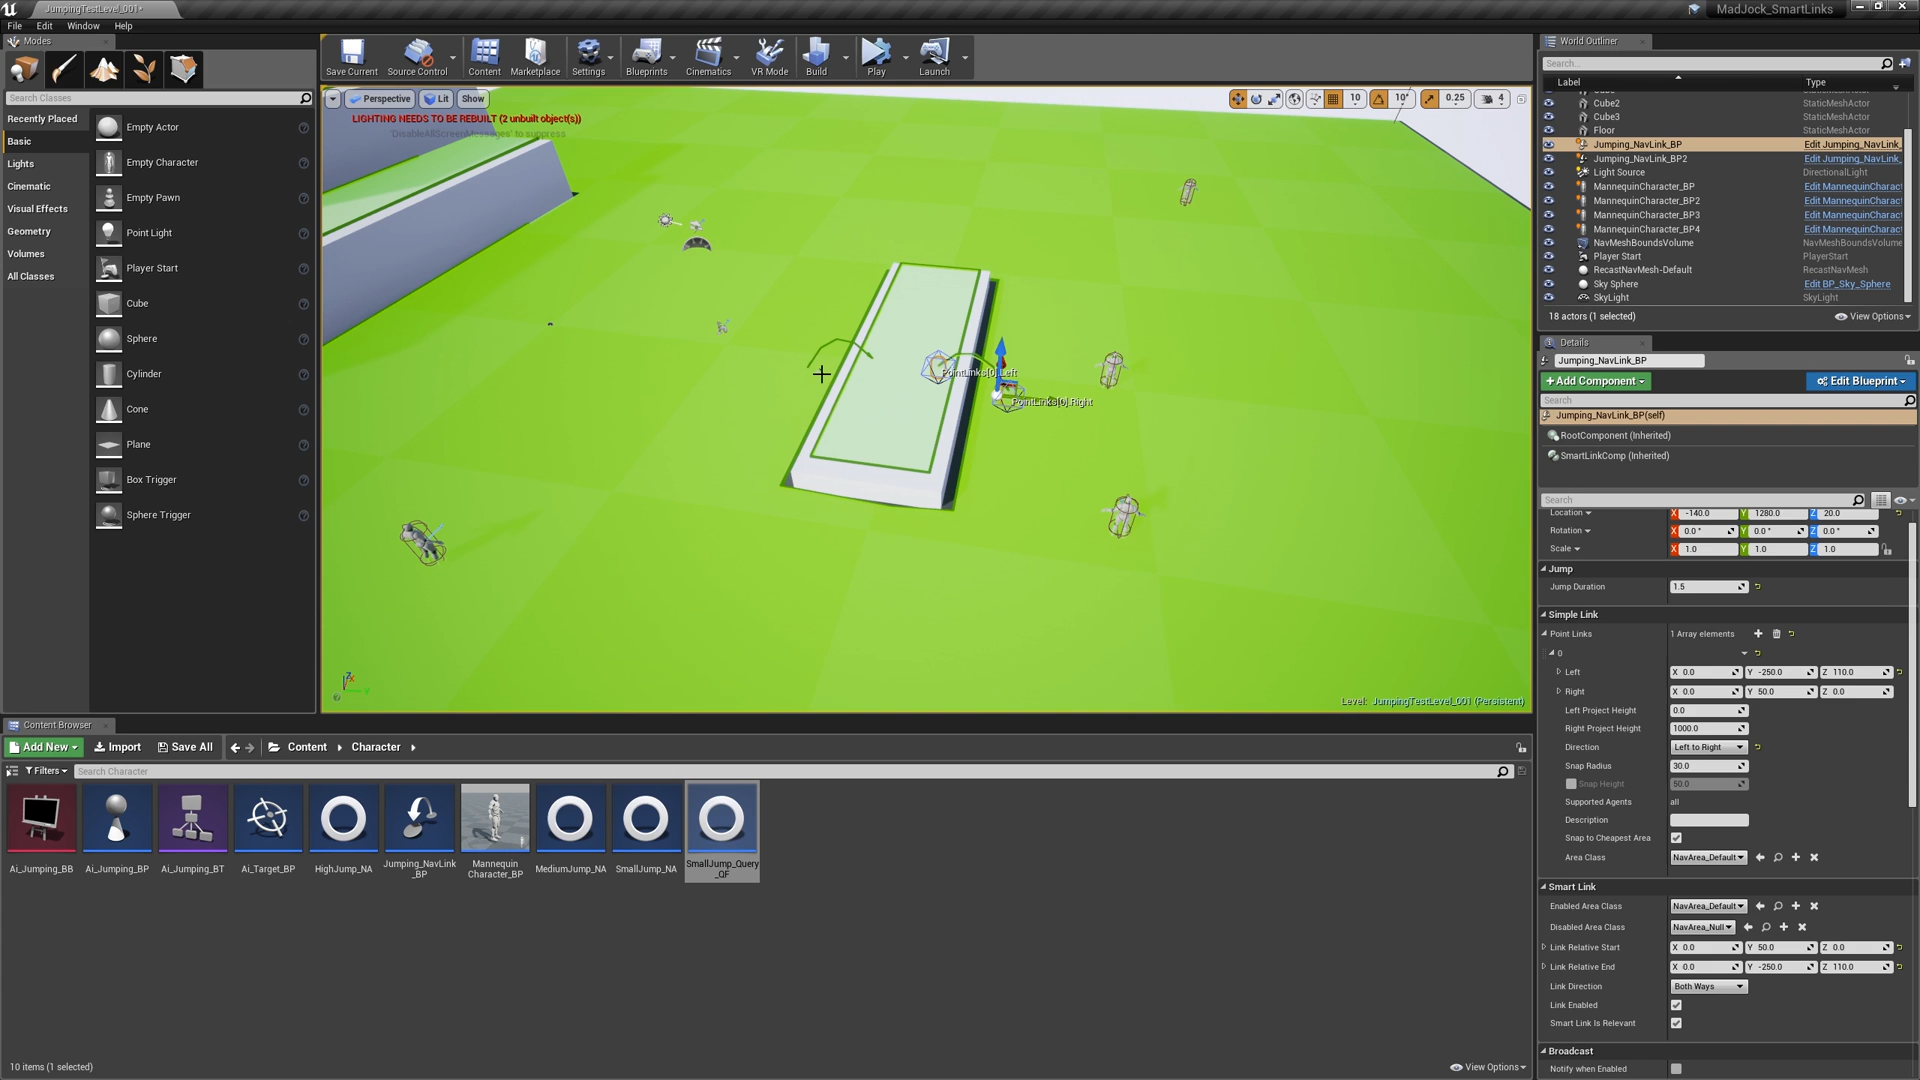 JumpingTestLevel_001*
MadJock_SmartLinks
File Edit Window Help
Modes
Search Classes
Recently Placed
Basic
Lights
Cinematic
Visual Effects
Geometry
Volumes
All Classes
Empty Actor
Empty Character
Empty Pawn
Point Light
Player Start
Cube
Sphere
Cylinder
Cone
Plane
Box Trigger
Sphere Trigger
Save Current Source Control Content Marketplace Settings Blueprints Cinematics VR Mode Build Play Launch
Perspective Lit Show
10 10° 0.25 4
LIGHTING NEEDS TO BE REBUILT (2 unbuilt object(s))
'DisableAllScreenMessages' to suppress
PointLinks[0].Left
PointLinks[0].Right
Level: JumpingTestLevel_001 (Persistent)
World Outliner
Search...
Label Type
Cube2 StaticMeshActor
Cube3 StaticMeshActor
Floor StaticMeshActor
Jumping_NavLink_BP Edit Jumping_NavLink_
Jumping_NavLink_BP2 Edit Jumping_NavLink_
Light Source DirectionalLight
MannequinCharacter_BP Edit MannequinCharact
MannequinCharacter_BP2 Edit MannequinCharact
MannequinCharacter_BP3 Edit MannequinCharact
MannequinCharacter_BP4 Edit MannequinCharact
NavMeshBoundsVolume NavMeshBoundsVolume
Player Start PlayerStart
RecastNavMesh-Default RecastNavMesh
Sky Sphere Edit BP_Sky_Sphere
SkyLight SkyLight
18 actors (1 selected) View Options
Details
Jumping_NavLink_BP
+Add Component Edit Blueprint
Search
Jumping_NavLink_BP(self)
RootComponent (Inherited)
SmartLinkComp (Inherited)
Search
Location X -140.0 Y 1280.0 Z 20.0
Rotation X 0.0° Y 0.0° Z 0.0°
Scale X 1.0 Y 1.0 Z 1.0
Jump
Jump Duration 1.5
Simple Link
Point Links 1 Array elements
0
Left X 0.0 Y -250.0 Z 110.0
Right X 0.0 Y 50.0 Z 0.0
Left Project Height 0.0
Right Project Height 1000.0
Direction Left to Right
Snap Radius 30.0
Snap Height 50.0
Supported Agents all
Description
Snap to Cheapest Area
Area Class NavArea_Default
Smart Link
Enabled Area Class NavArea_Default
Disabled Area Class NavArea_Null
Link Relative Start X 0.0 Y 50.0 Z 0.0
Link Relative End X 0.0 Y -250.0 Z 110.0
Link Direction Both Ways
Link Enabled
Smart Link Is Relevant
Broadcast
Notify when Enabled
Content Browser
Add New Import Save All Content Character
Filters Search Character
Ai_Jumping_BB Ai_Jumping_BP Ai_Jumping_BT Ai_Target_BP HighJump_NA Jumping_NavLink_BP Mannequin Character_BP MediumJump_NA SmallJump_NA SmallJump_Query_QF
10 items (1 selected) View Options